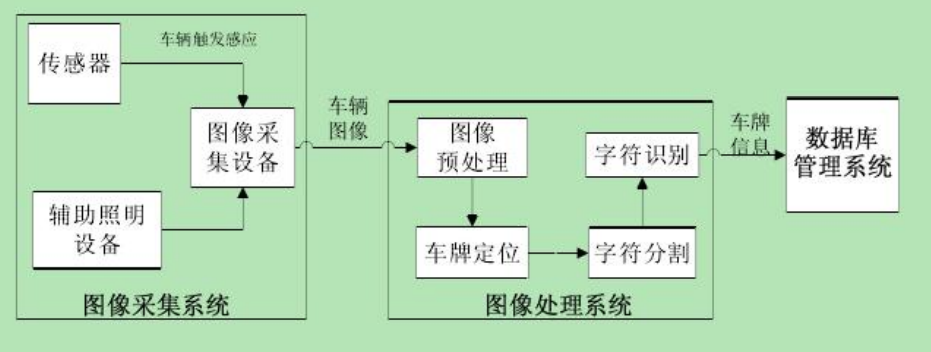 传感器
车辆触发感应
图像采
集设备
辅助照明
设备
图像采集系统
车辆
图像
图像
预处理
车牌定位
字符分割
字符识别
图像处理系统
车牌
信息
数据库
管理系统